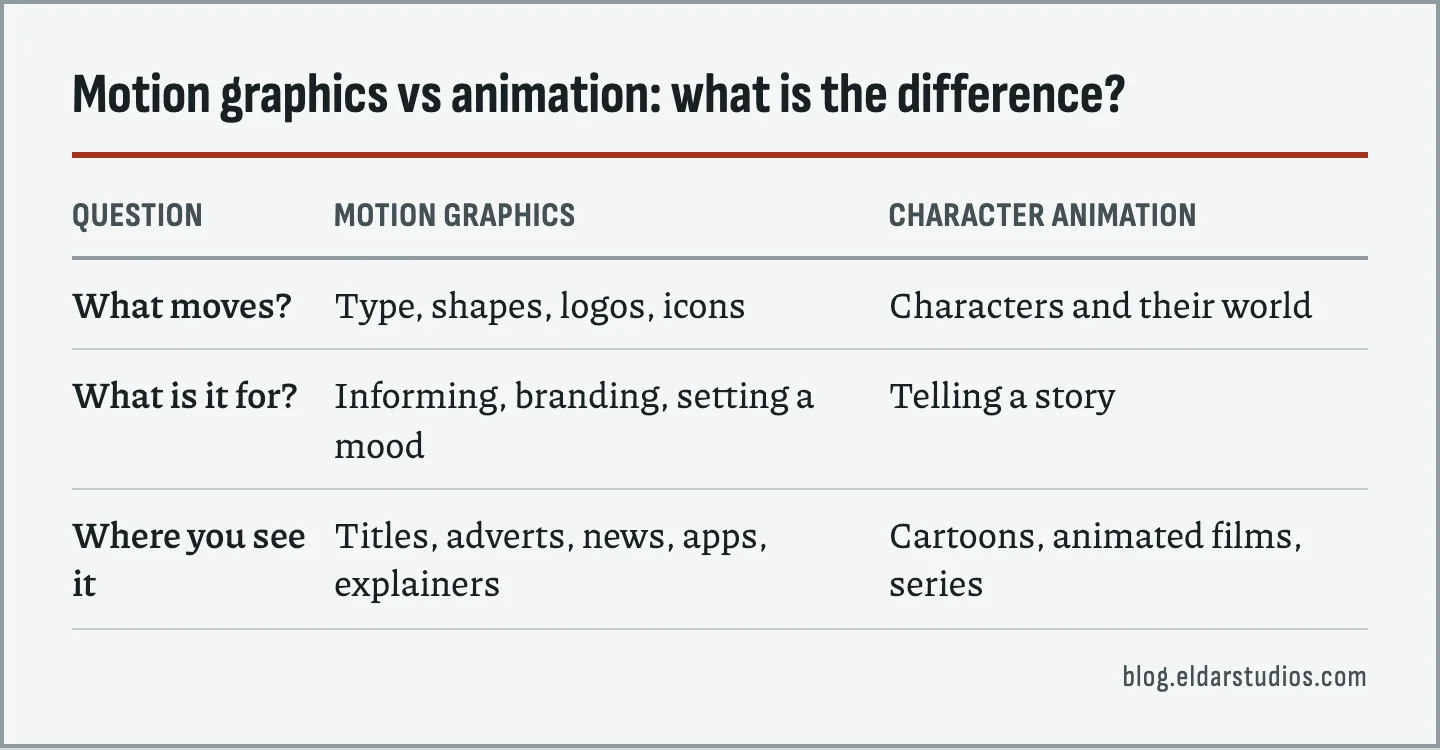 Motion graphics vs animation: what is the difference?
QUESTION MOTION GRAPHICS CHARACTER ANIMATION
What moves? Type, shapes, logos, icons Characters and their world
What is it for? Informing, branding, setting a Telling a story
mood
Where you see Titles, adverts, news, apps, Cartoons, animated films,
it explainers series
blog.eldarstudios.com